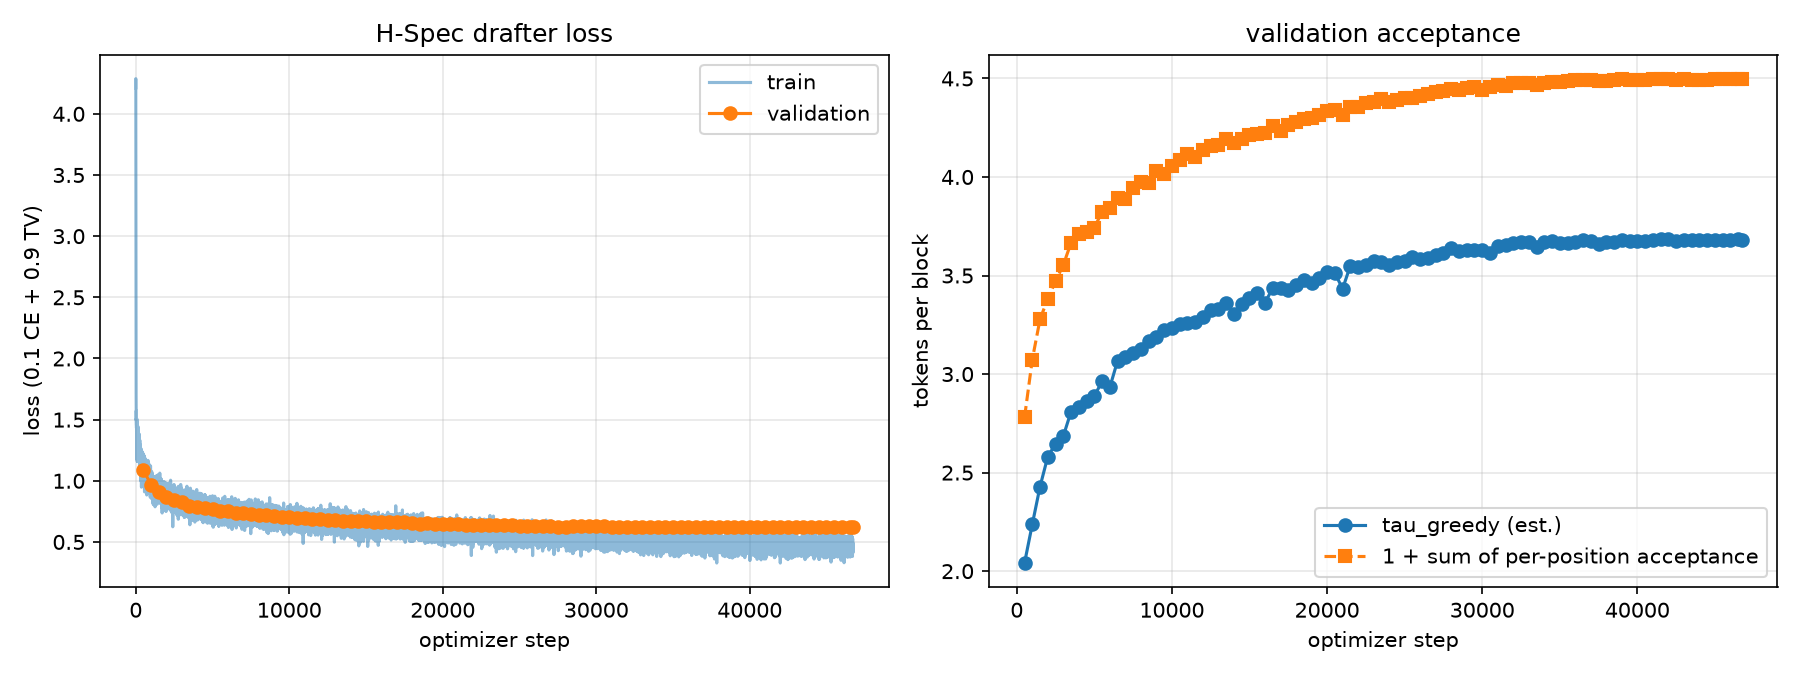 H-Spec drafter loss
loss (0.1 CE + 0.9 TV)
4.0
3.5
3.0
2.5
2.0
1.5
1.0
0.5
train
validation
0
10000
20000
30000
40000
optimizer step
validation acceptance
tokens per block
4.5
4.0
3.5
3.0
2.5
2.0
tau_greedy (est.)
1 + sum of per-position acceptance
0
10000
20000
30000
40000
optimizer step